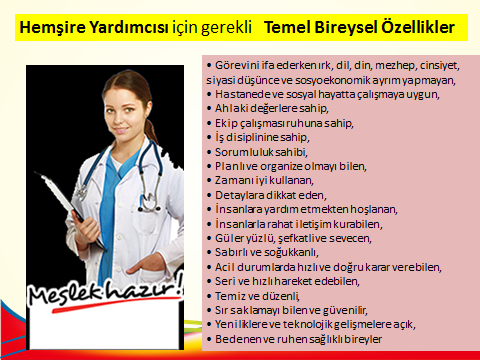 Hemşire Yardımcısı için gerekli Temel Bireysel Özellikler
• Görevini ifa ederken ırk, dil, din, mezhep, cinsiyet,
siyasi düşünce ve sosyoekonomik ayrım yapmayan,
• Hastanede ve sosyal hayatta çalışmaya uygun,
• Ahlaki değerlere sahip,
• Ekip çalışması ruhuna sahip,
• İş disiplinine sahip,
• Sorumluluk sahibi,
• Planlı ve organize olmayı bilen,
• Zamanı iyi kullanan,
• Detaylara dikkat eden,
• İnsanlara yardım etmekten hoşlanan,
• İnsanlarla rahat iletişim kurabilen,
• Güler yüzlü, şefkatli ve sevecen,
• Sabırlı ve soğukkanlı,
• Acil durumlarda hızlı ve doğru karar verebilen,
• Seri ve hızlı hareket edebilen,
• Temiz ve düzenli,
• Sır saklamayı bilen ve güvenilir,
• Yeniliklere ve teknolojik gelişmelere açık,
• Bedenen ve ruhen sağlıklı bireyler
Meslek hazır!